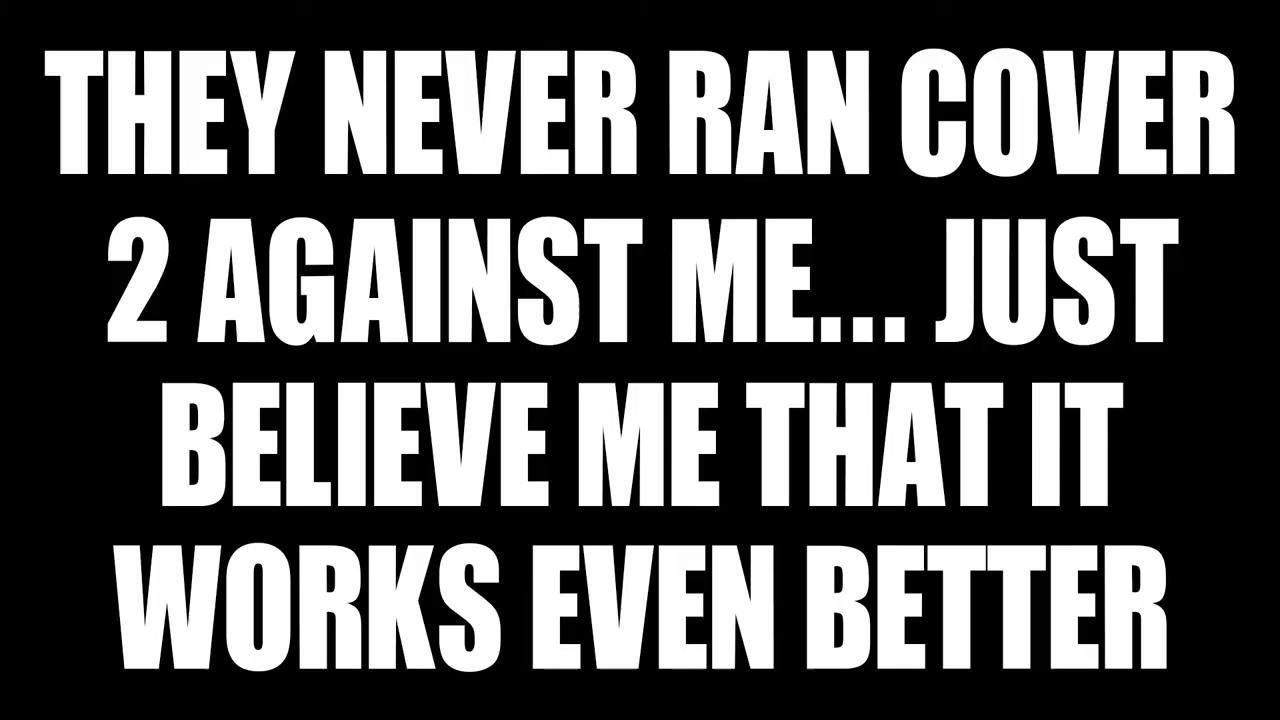 THEY NEVER RAN COVER
2 AGAINST ME... JUST
BELIEVE ME THAT IT
WORKS EVEN BETTER